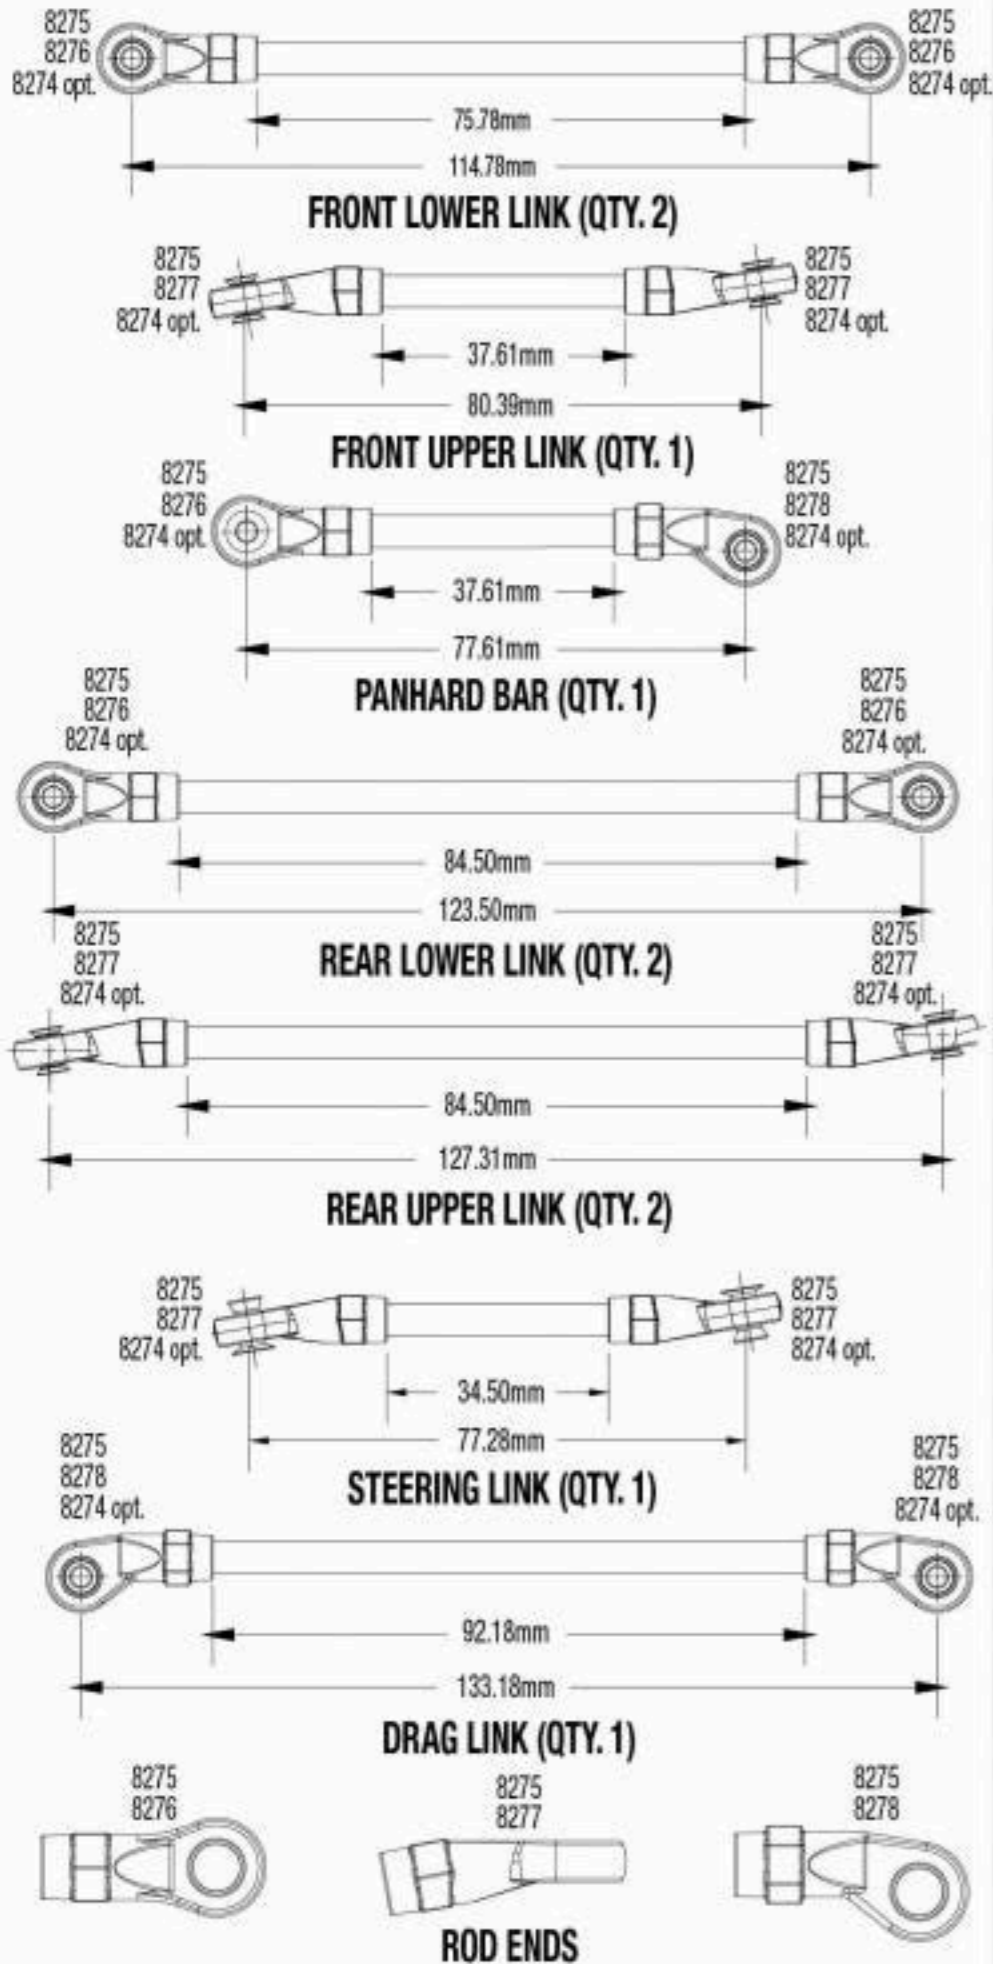 8275
8276
8274 opt.
8275
8276
8274 opt.
75.78mm
114.78mm
FRONT LOWER LINK (QTY. 2)
8275
8277
8274 opt.
8275
8277
8274 opt.
37.61mm
80.39mm
FRONT UPPER LINK (QTY. 1)
8275
8276
8274 opt.
8275
8278
8274 opt.
37.61mm
77.61mm
PANHARD BAR (QTY. 1)
8275
8276
8274 opt.
8275
8276
8274 opt.
84.50mm
123.50mm
REAR LOWER LINK (QTY. 2)
8275
8277
8274 opt.
8275
8277
8274 opt.
84.50mm
127.31mm
REAR UPPER LINK (QTY. 2)
8275
8277
8274 opt.
8275
8277
8274 opt.
34.50mm
77.28mm
STEERING LINK (QTY. 1)
8275
8278
8274 opt.
8275
8278
8274 opt.
92.18mm
133.18mm
DRAG LINK (QTY. 1)
8275
8276
8275
8277
8275
8278
ROD ENDS